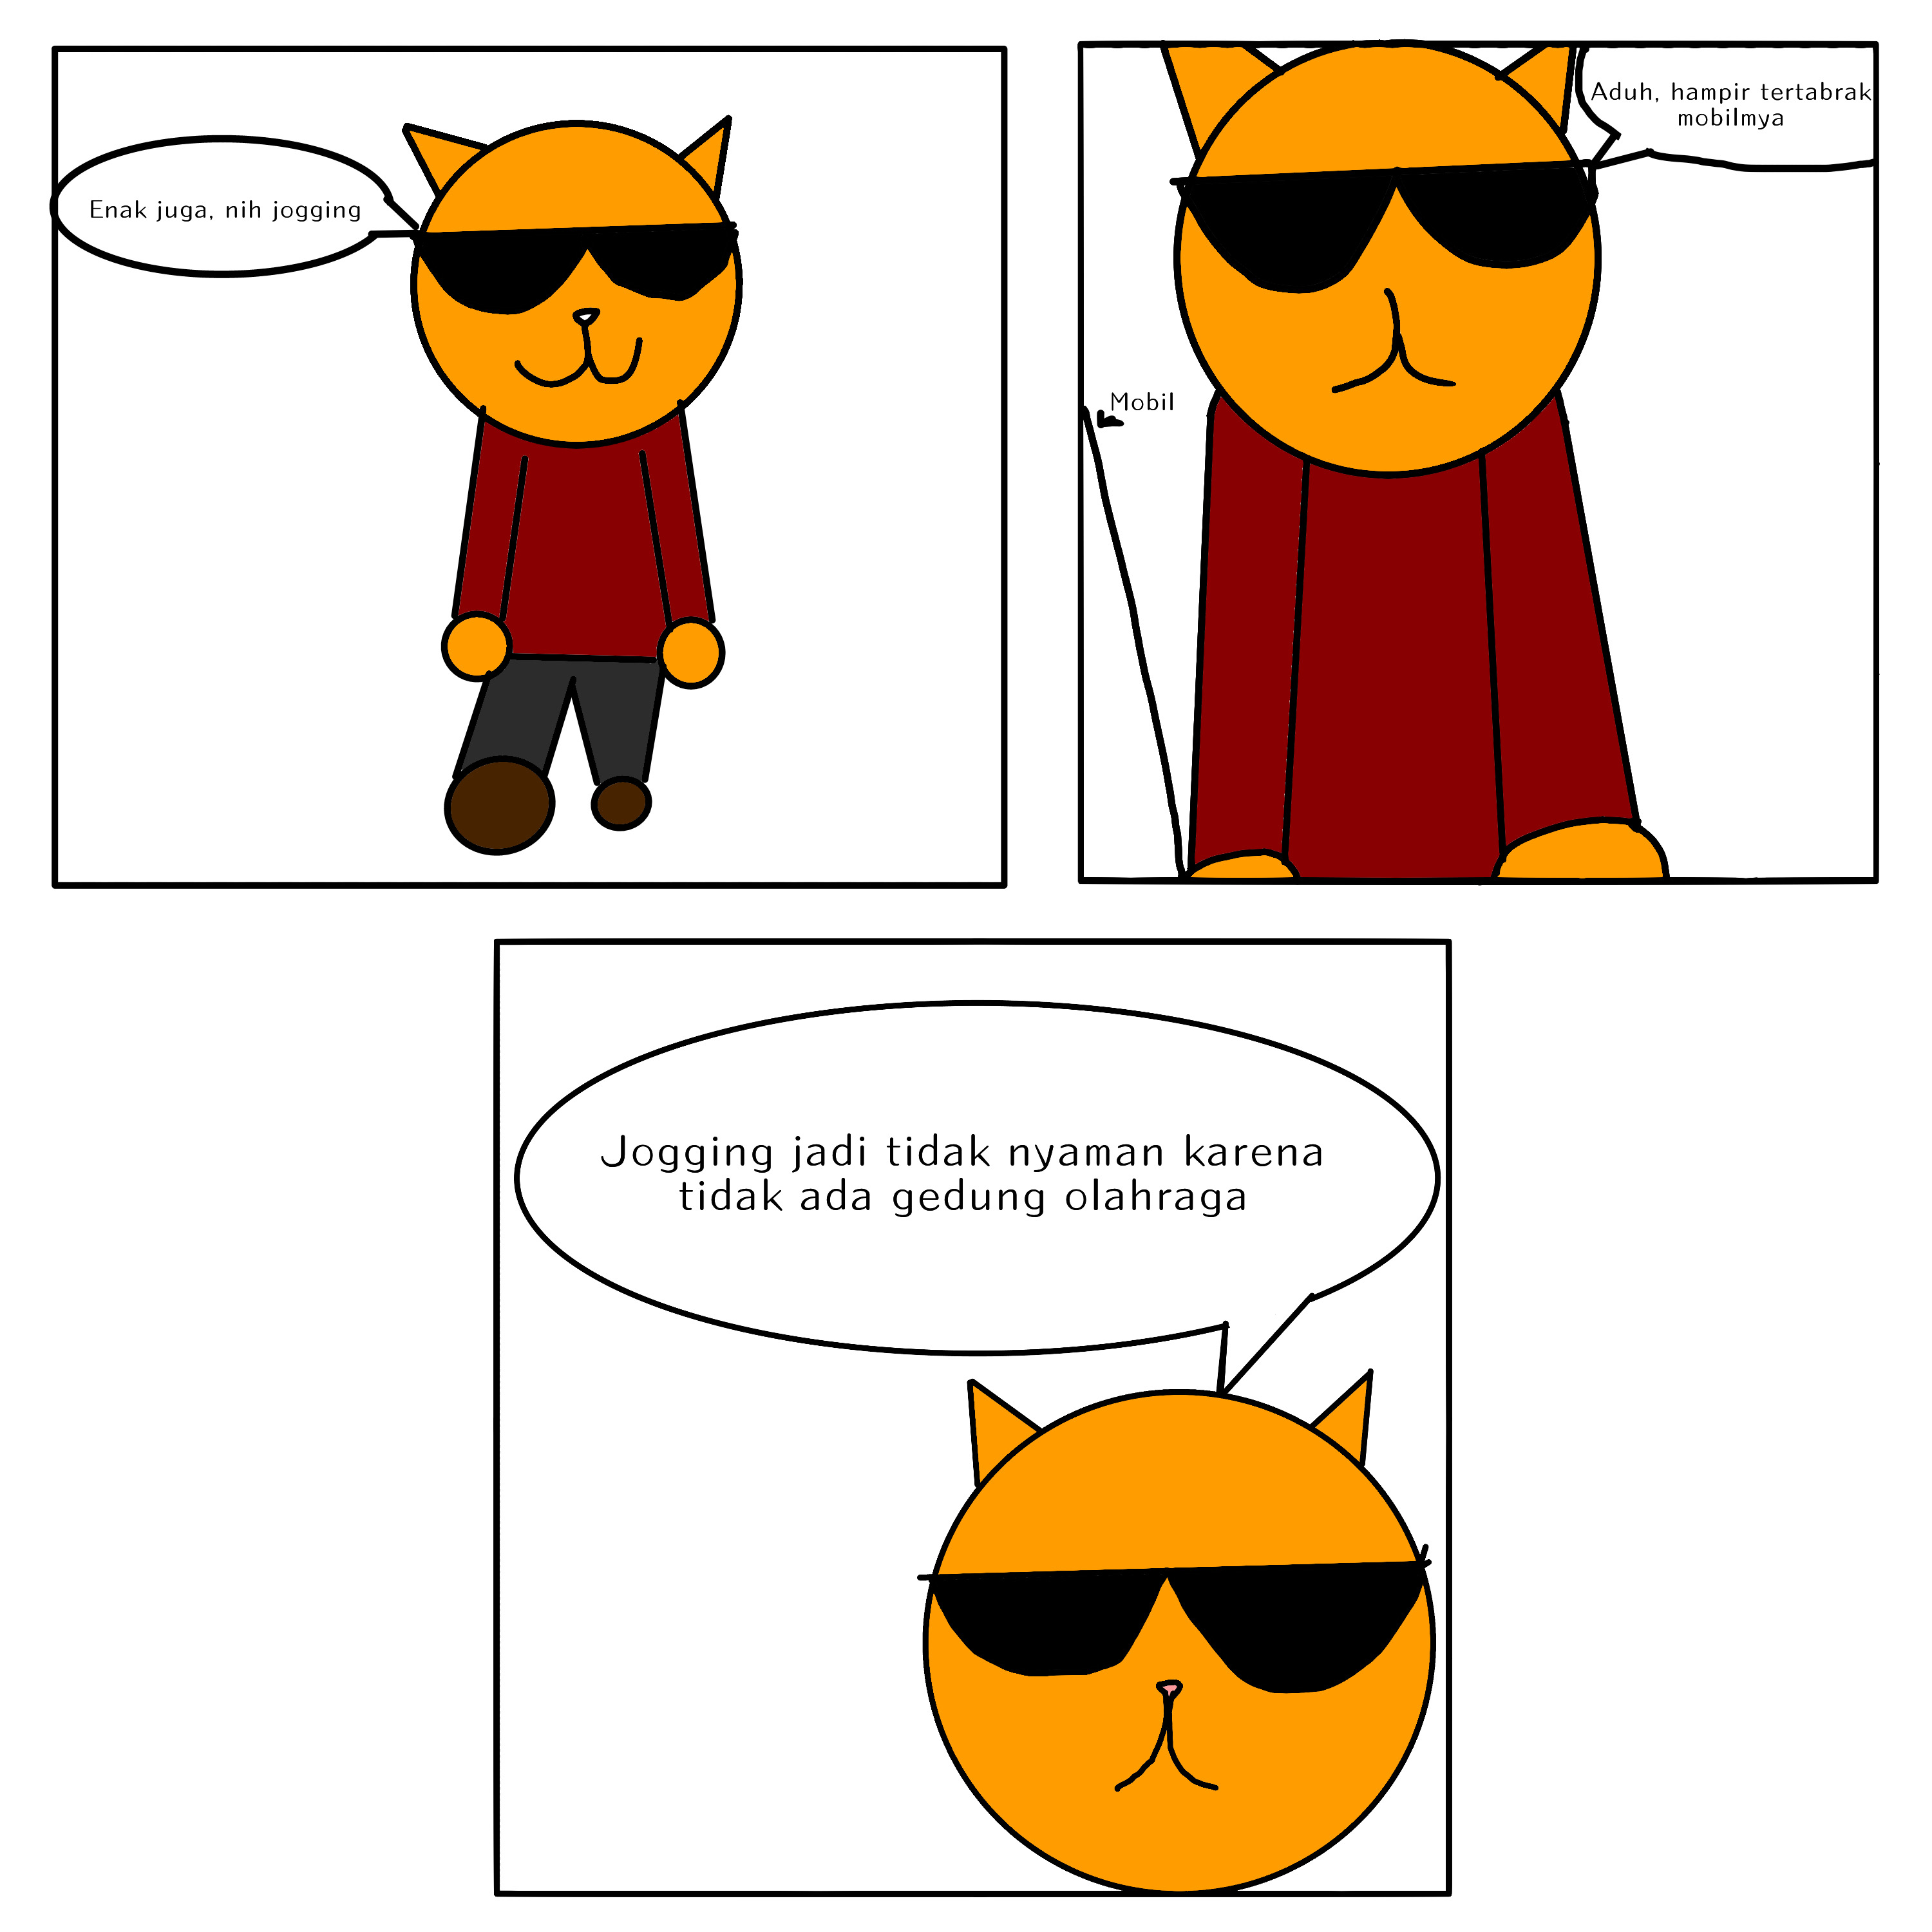 Enak juga, nih jogging
Aduh, hampir tertabrak
mobilmya
Mobil
Jogging jadi tidak nyaman karena
tidak ada gedung olahraga